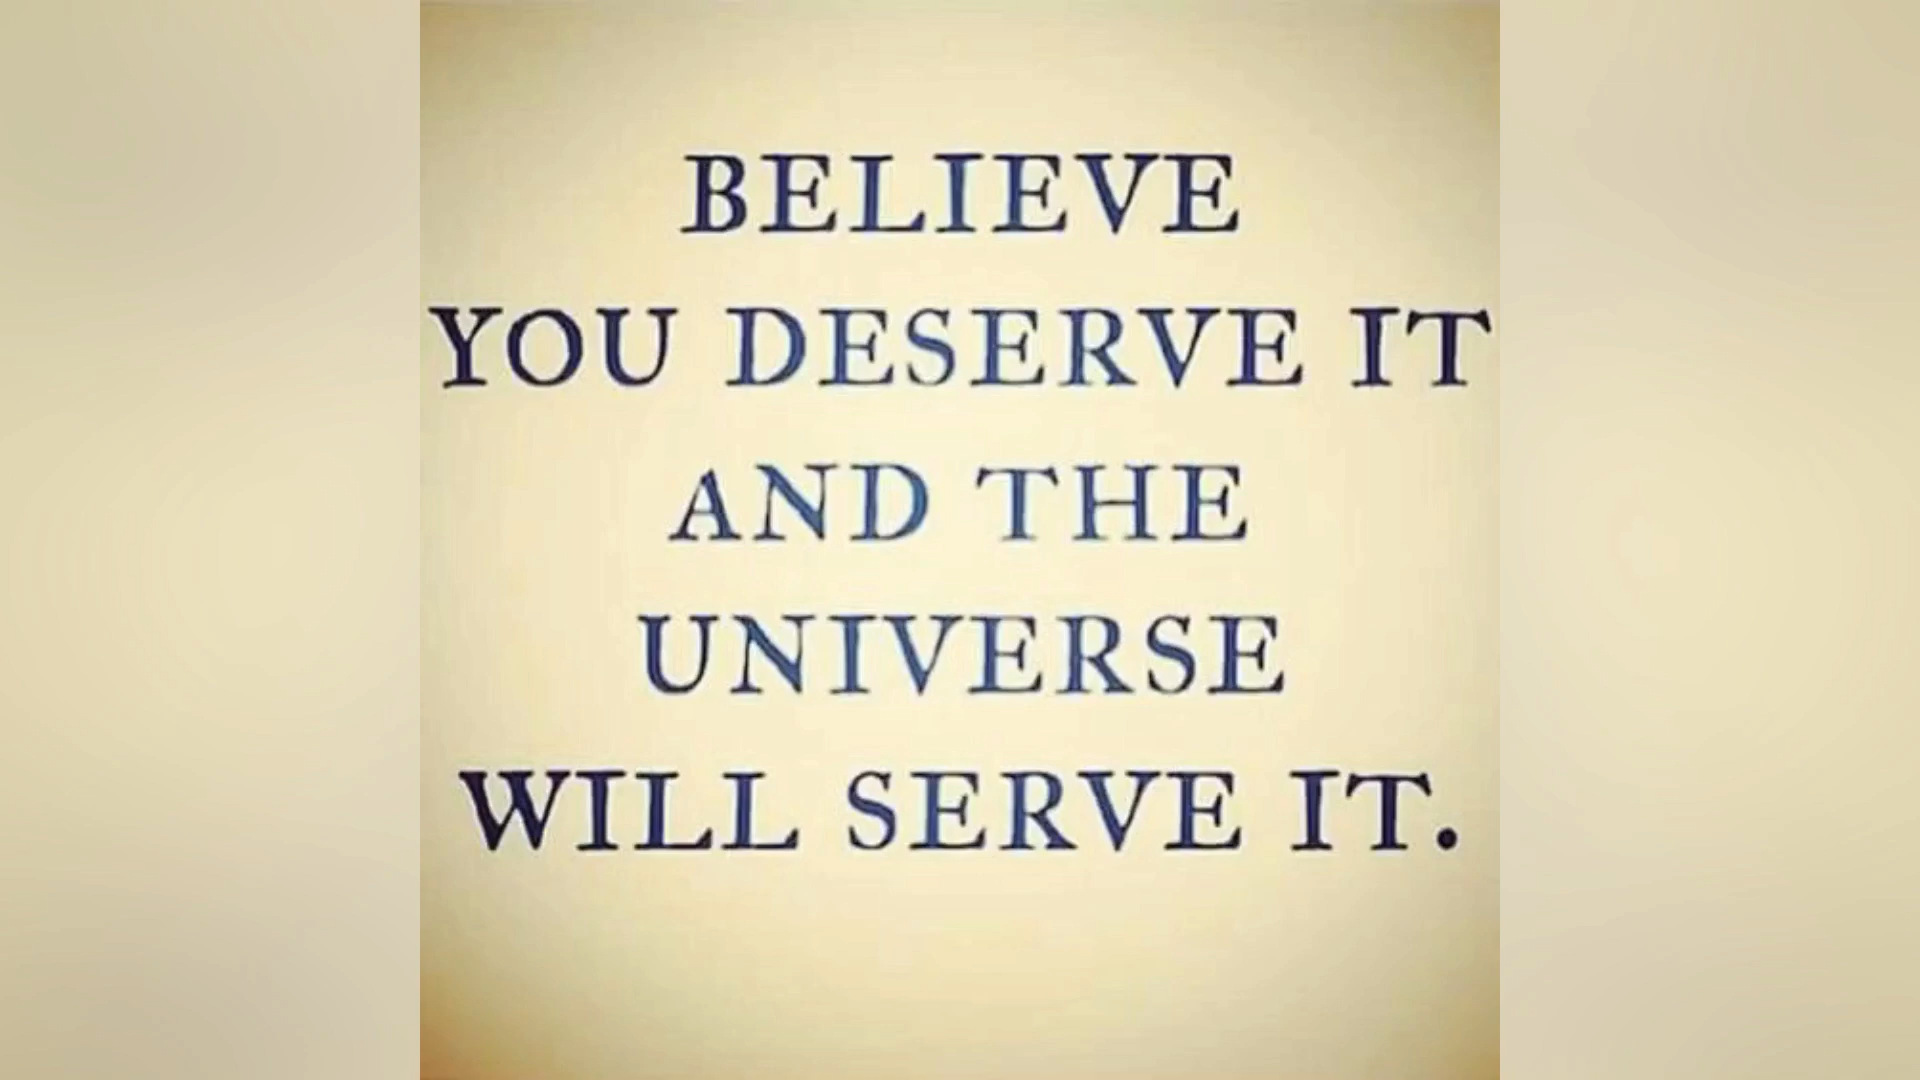 BELIEVE
YOU DESERVE IT
AND THE
UNIVERSE
WILL SERVE IT.